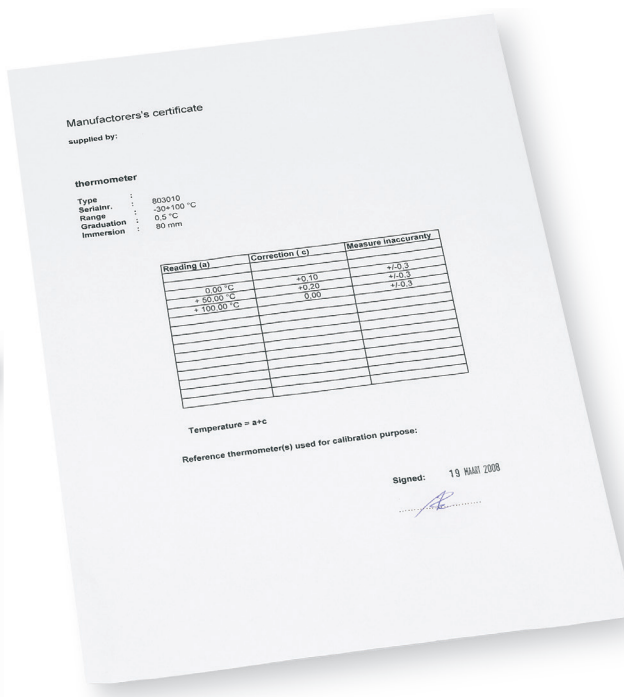 Manufactorers's certificate
supplied by:
thermometer
Type :
Serialnr. : 803010
Range : -30+100 °C
Graduation : 0,5 °C
Immersion : 80 mm
Reading (a) Correction ( c) Measure inaccuranty
0.00 °C +0,10 +/-0,3
+ 50.00 °C +0,20 +/-0,3
+ 100.00 °C 0,00 +/-0,3
Temperature = a+c
Reference thermometer(s) used for calibration purpose:
Signed: 19 MAART 2008